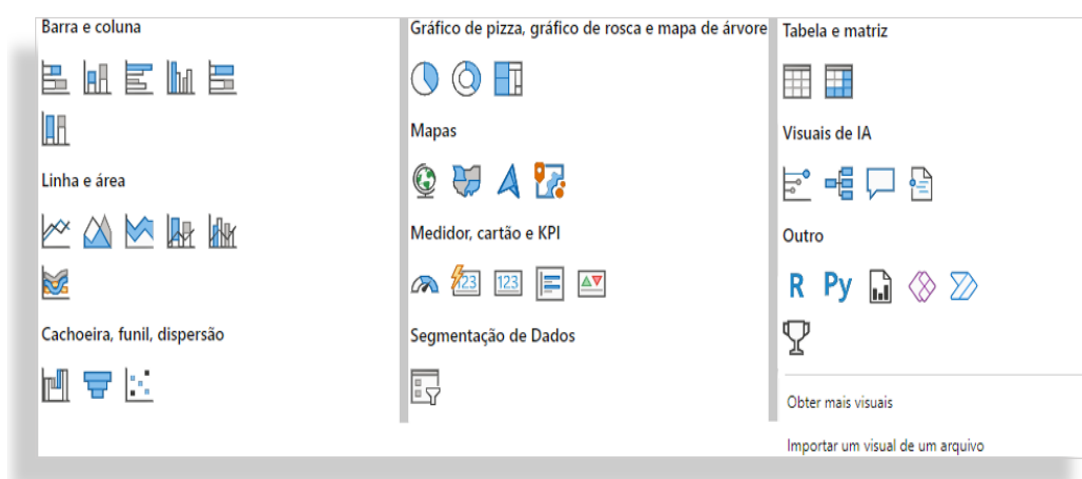 Barra e coluna
Linha e área
Cachoeira, funil, dispersão
Gráfico de pizza, gráfico de rosca e mapa de árvore
Mapas
Medidor, cartão e KPI
123
123
Segmentação de Dados
Tabela e matriz
Visuais de IA
Outro
R Py
Obter mais visuais
Importar um visual de um arquivo